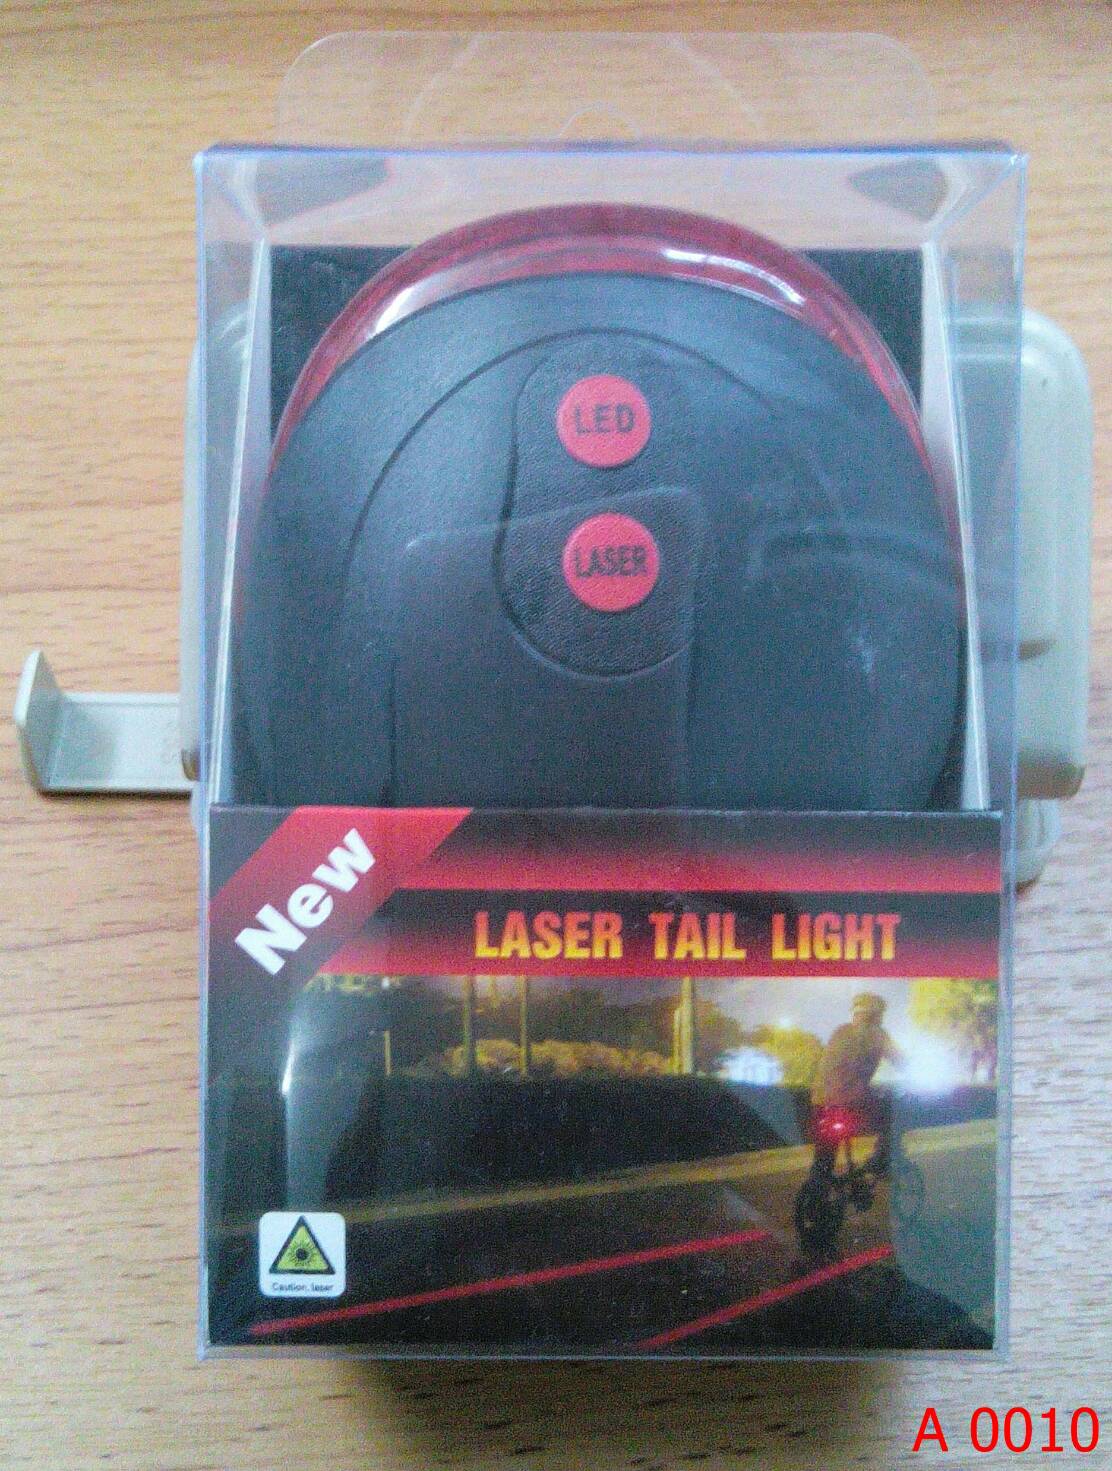 LED
LASER
New
LASER TAIL LIGHT
Caution, laser
A 0010